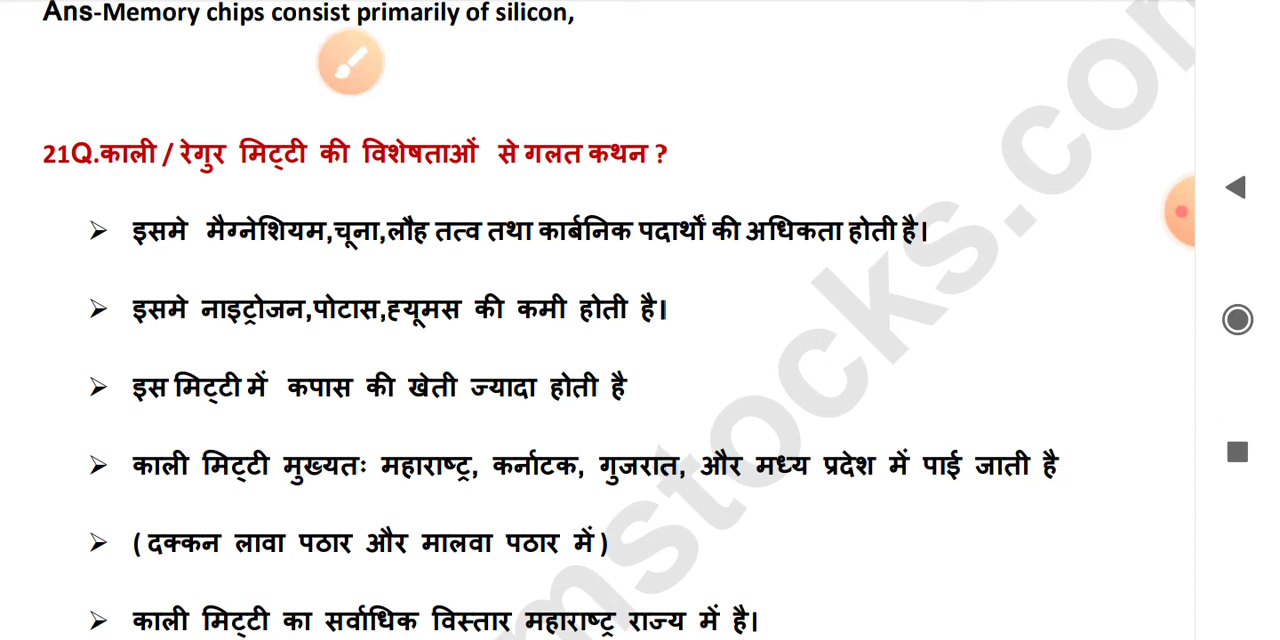 Ans-Memory chips consist primarily of silicon,
21Q.काली / रेगुर मिट्टी की विशेषताओं से गलत कथन ?
➢ इसमे मैग्नेशियम,चूना,लौह तत्व तथा कार्बनिक पदार्थों की अधिकता होती है।
➢ इसमे नाइट्रोजन,पोटास,ह्यूमस की कमी होती है।
➢ इस मिट्टी में कपास की खेती ज्यादा होती है
➢ काली मिट्टी मुख्यतः महाराष्ट्र, कर्नाटक, गुजरात, और मध्य प्रदेश में पाई जाती है
➢ ( दक्कन लावा पठार और मालवा पठार में )
➢ काली मिट्टी का सर्वाधिक विस्तार महाराष्ट्र राज्य में है।
mstocks.com